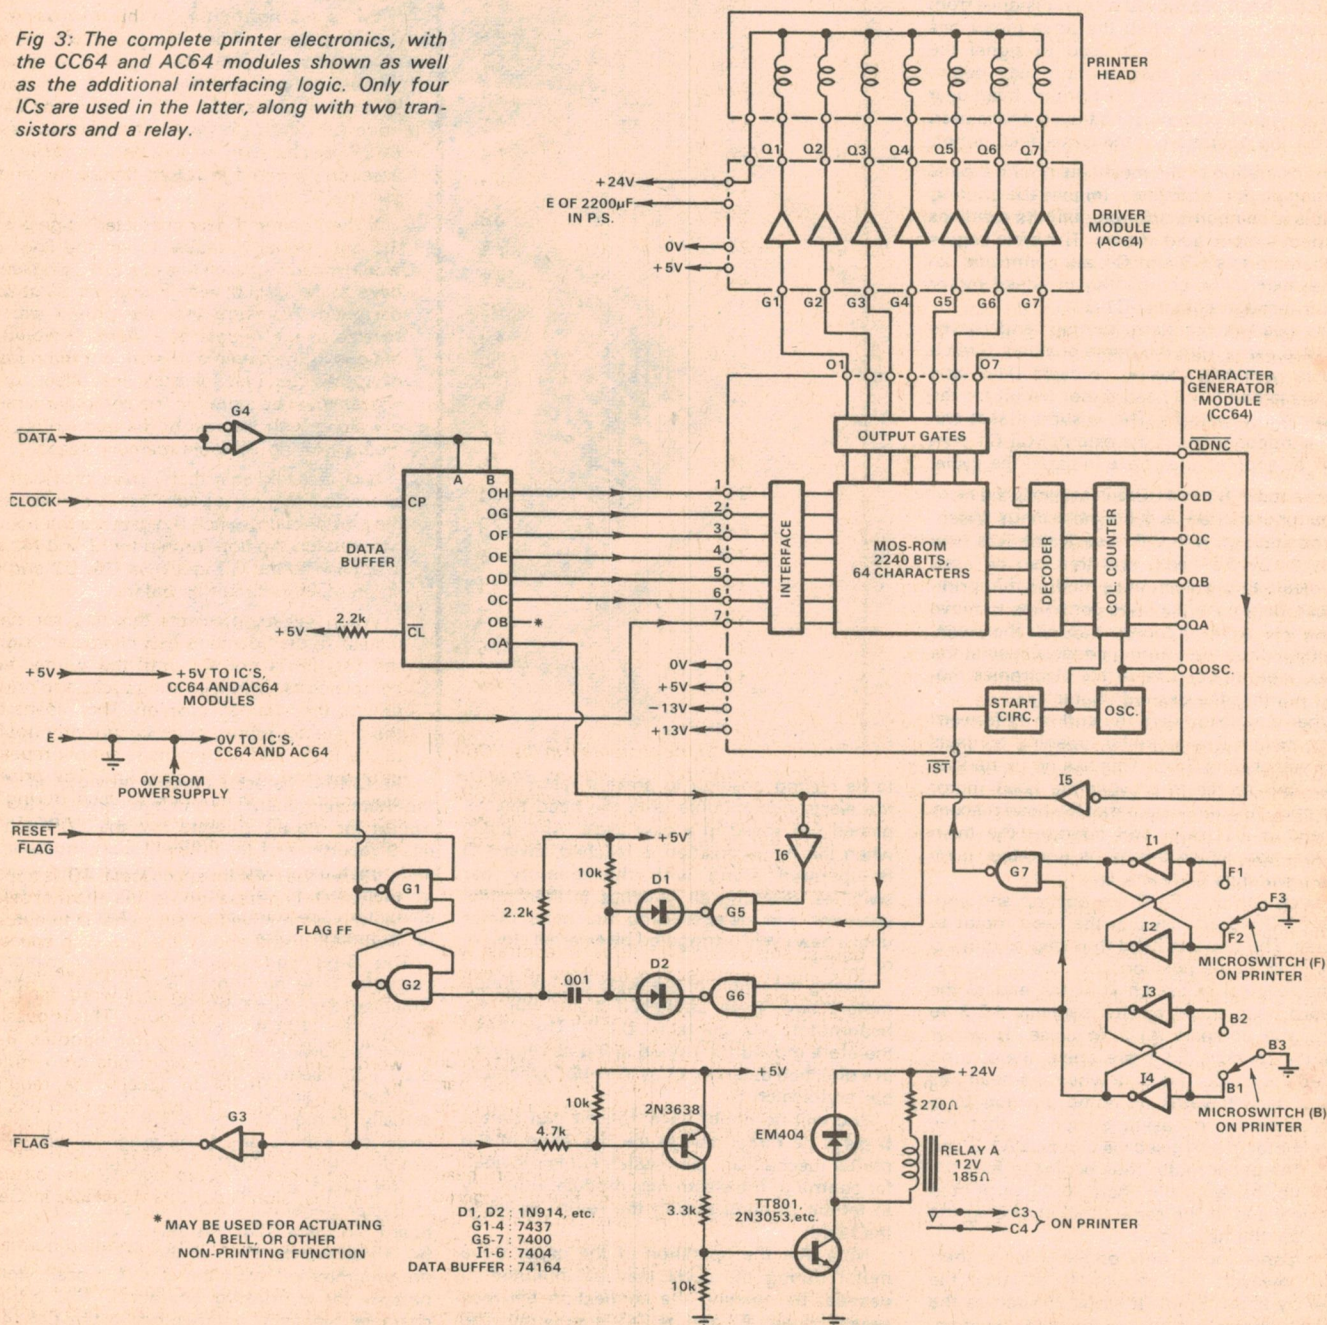 Fig 3: The complete printer electronics, with
the CC64 and AC64 modules shown as well
as the additional interfacing logic. Only four
ICs are used in the latter, along with two tran-
sistors and a relay.
PRINTER
HEAD
Q1 Q2 Q3 Q4 Q5 Q6 Q7
+24V
E OF 2200µF
IN P.S.
0V
+5V
DRIVER
MODULE
(AC64)
G1 G2 G3 G4 G5 G6 G7
O1 O7
CHARACTER
GENERATOR
MODULE
(CC64)
OUTPUT GATES
QDNC
DATA
G4
A B
CLOCK
CP
DATA
BUFFER
OH
OG
OF
OE
OD
OC
OB *
OA
2.2k
+5V
CL
1
2
3
4
5
6
7
INTERFACE
MOS-ROM
2240 BITS,
64 CHARACTERS
DECODER
COL. COUNTER
QD
QC
QB
QA
QOSC.
0V
+5V
-13V
+13V
START
CIRC.
OSC.
IST
+5V
+5V TO IC'S,
CC64 AND AC64
MODULES
E
0V TO IC'S,
CC64 AND AC64
0V FROM
POWER SUPPLY
RESET
FLAG
G1
FLAG FF
G2
+5V
10k
2.2k
.001
D1
D2
I6
G5
G6
I5
G7
I1
I2
F1
F2
F3
MICROSWITCH (F)
ON PRINTER
I3
I4
B2
B1
B3
MICROSWITCH (B)
ON PRINTER
FLAG
G3
4.7k
10k
2N3638
+5V
3.3k
10k
EM404
+24V
270Ω
RELAY A
12V
185Ω
TT801,
2N3053,etc.
C3
C4
ON PRINTER
* MAY BE USED FOR ACTUATING
A BELL, OR OTHER
NON-PRINTING FUNCTION
D1, D2 : 1N914, etc.
G1-4 : 7437
G5-7 : 7400
I1-6 : 7404
DATA BUFFER : 74164